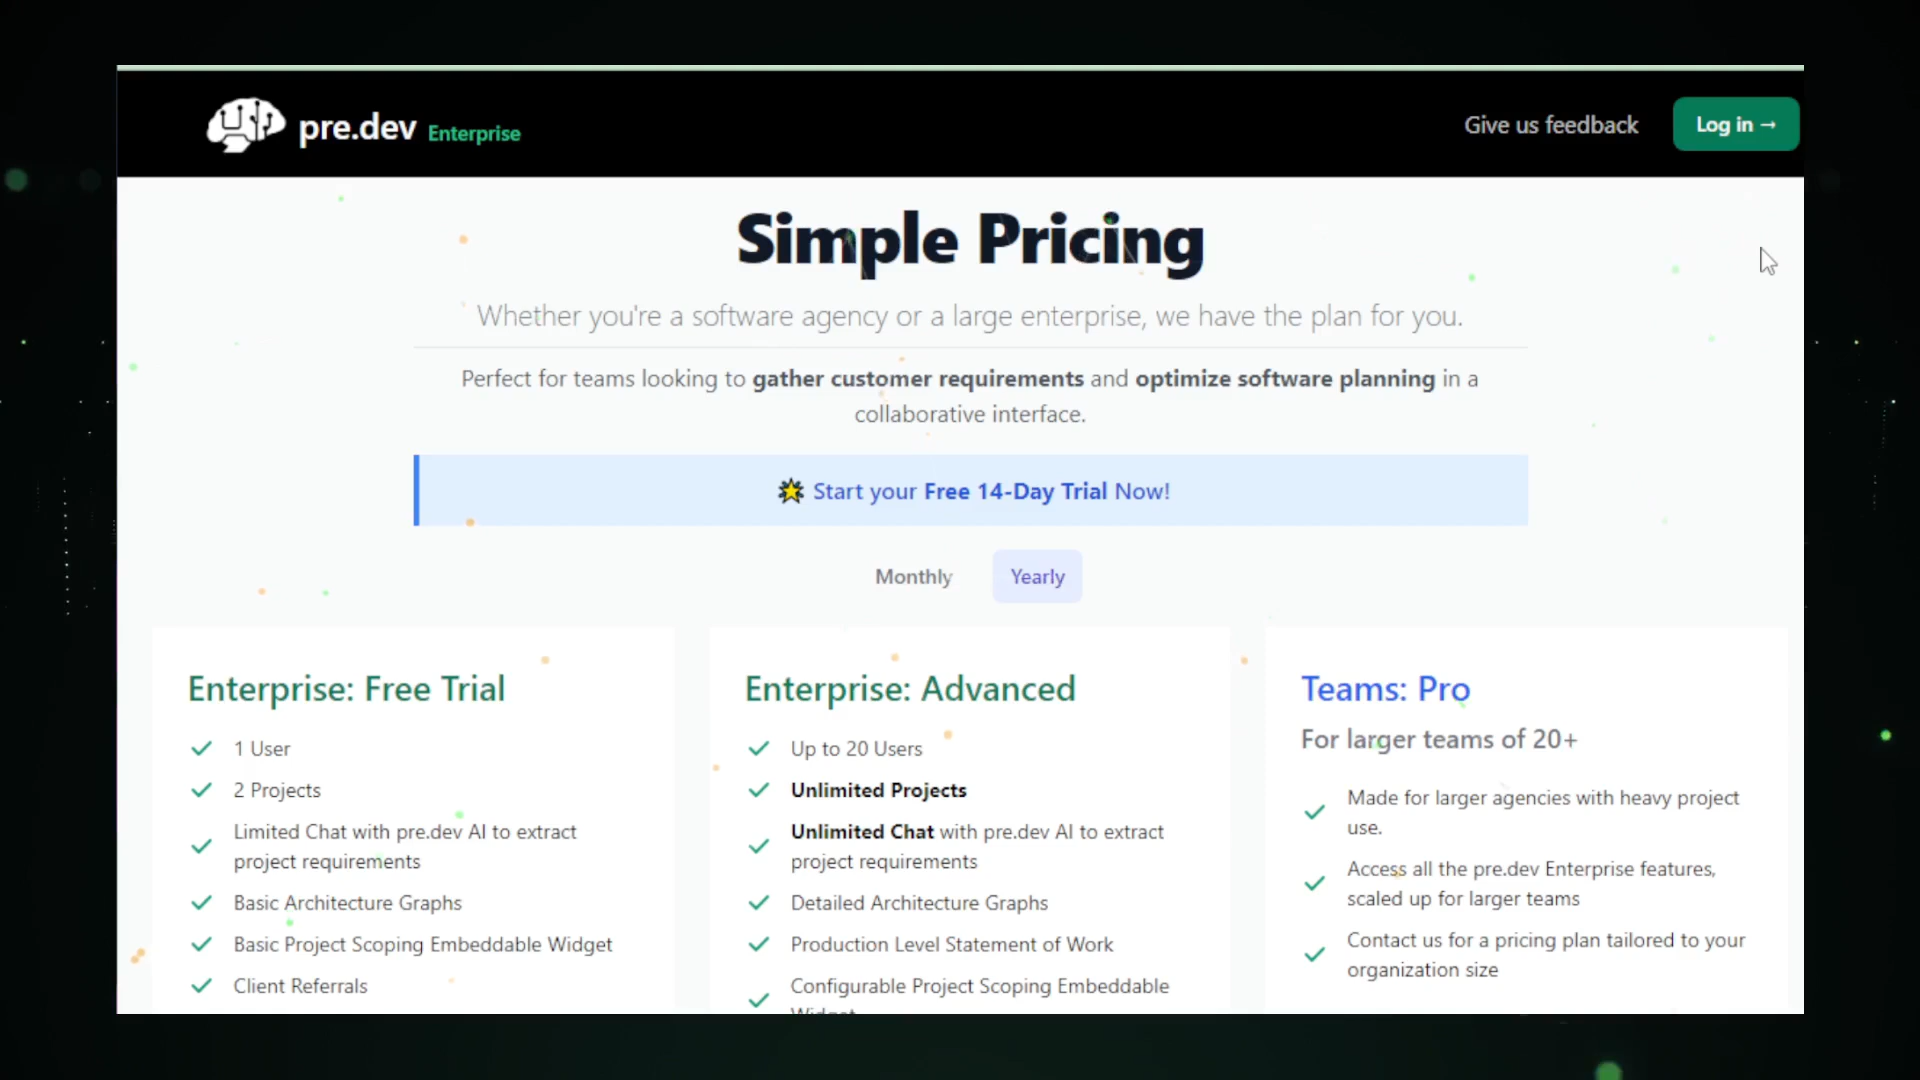 pre.dev Enterprise
Give us feedback
Log in →
Simple Pricing
Whether you're a software agency or a large enterprise, we have the plan for you.
Perfect for teams looking to gather customer requirements and optimize software planning in a
collaborative interface.
Start your Free 14-Day Trial Now!
Monthly
Yearly
Enterprise: Free Trial
1 User
2 Projects
Limited Chat with pre.dev AI to extract
project requirements
Basic Architecture Graphs
Basic Project Scoping Embeddable Widget
Client Referrals
Enterprise: Advanced
Up to 20 Users
Unlimited Projects
Unlimited Chat with pre.dev AI to extract
project requirements
Detailed Architecture Graphs
Production Level Statement of Work
Configurable Project Scoping Embeddable
Widget
Teams: Pro
For larger teams of 20+
Made for larger agencies with heavy project
use.
Access all the pre.dev Enterprise features,
scaled up for larger teams
Contact us for a pricing plan tailored to your
organization size